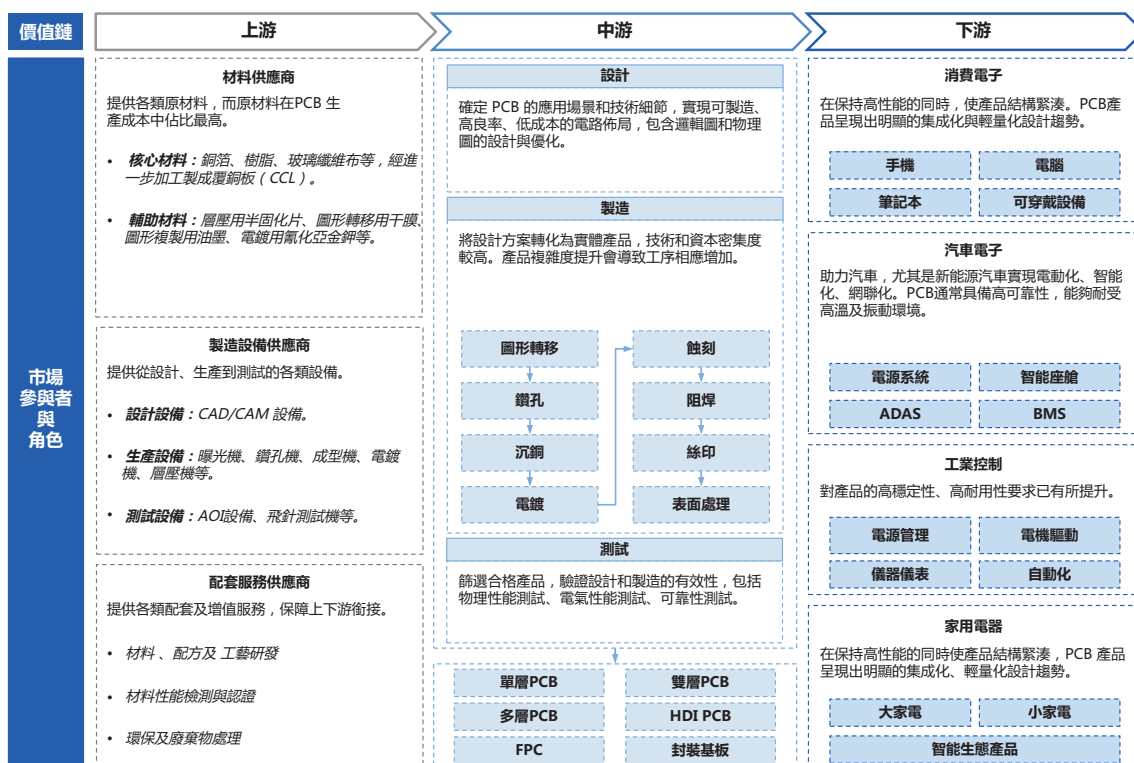 價值鏈
上游
中游
下游
市場
參與者
與
角色
材料供應商
提供各類原材料，而原材料在PCB 生
產成本中佔比最高。
• 核心材料：銅箔、樹脂、玻璃纖維布等，經進
一步加工製成覆銅板（CCL）。
• 輔助材料：層壓用半固化片、圖形轉移用干膜、
圖形複製用油墨、電鍍用氰化亞金鉀等。
製造設備供應商
提供從設計、生產到測試的各類設備。
• 設計設備：CAD/CAM 設備。
• 生產設備：曝光機、鑽孔機、成型機、電鍍
機、層壓機等。
• 測試設備：AOI設備、飛針測試機等。
配套服務供應商
提供各類配套及增值服務，保障上下游銜接。
• 材料 、配方及 工藝研發
• 材料性能檢測與認證
• 環保及廢棄物處理
設計
確定 PCB 的應用場景和技術細節，實現可製造、
高良率、低成本的電路佈局，包含邏輯圖和物理
圖的設計與優化。
製造
將設計方案轉化為實體產品，技術和資本密集度
較高。產品複雜度提升會導致工序相應增加。
圖形轉移
鑽孔
沉銅
電鍍
蝕刻
阻焊
絲印
表面處理
測試
篩選合格產品，驗證設計和製造的有效性，包括
物理性能測試、電氣性能測試、可靠性測試。
單層PCB
雙層PCB
多層PCB
HDI PCB
FPC
封裝基板
消費電子
在保持高性能的同時，使產品結構緊湊。PCB產
品呈現出明顯的集成化與輕量化設計趨勢。
手機
電腦
筆記本
可穿戴設備
汽車電子
助力汽車，尤其是新能源汽車實現電動化、智能
化、網聯化。PCB通常具備高可靠性，能夠耐受
高溫及振動環境。
電源系統
智能座艙
ADAS
BMS
工業控制
對產品的高穩定性、高耐用性要求已有所提升。
電源管理
電機驅動
儀器儀表
自動化
家用電器
在保持高性能的同時使產品結構緊湊，PCB 產品
呈現出明顯的集成化、輕量化設計趨勢。
大家電
小家電
智能生態產品